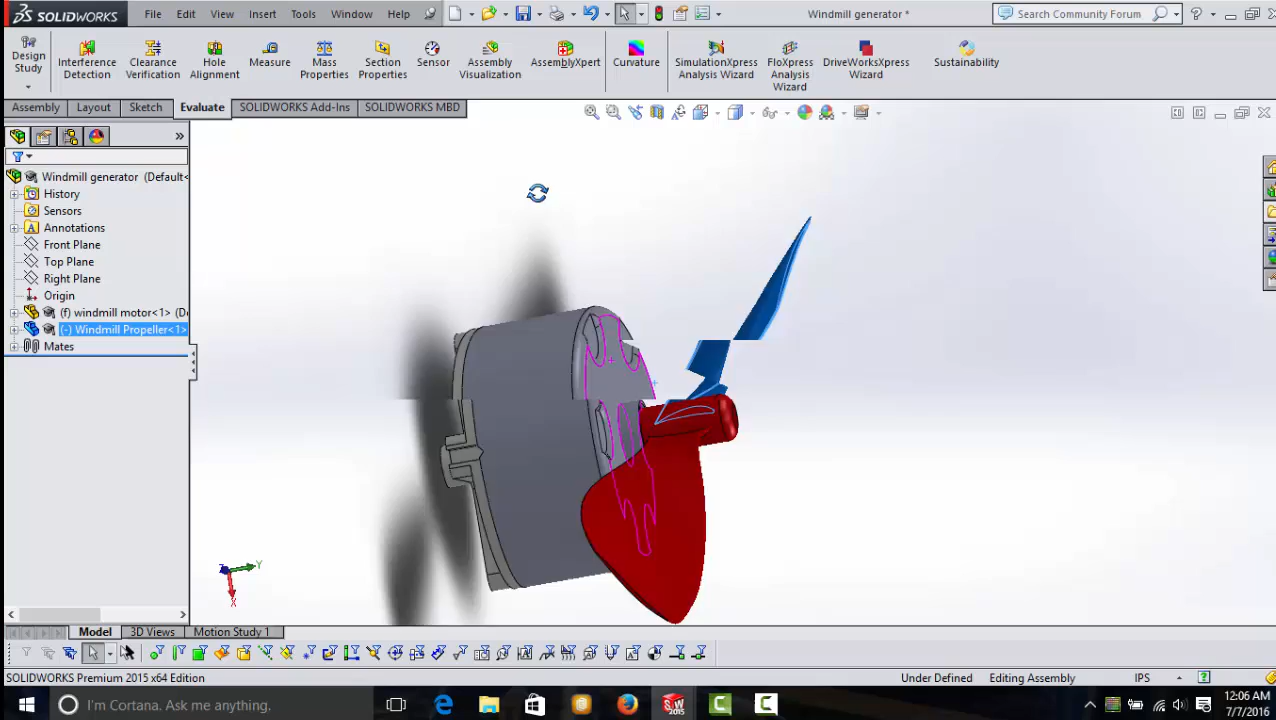 SOLIDWORKS File Edit View Insert Tools Window Help Windmill generator * Search Community Forum
Design Study
Interference Detection
Clearance Verification
Hole Alignment
Measure
Mass Properties
Section Properties
Sensor
Assembly Visualization
AssemblyXpert
Curvature
SimulationXpress Analysis Wizard
FloXpress Analysis Wizard
DriveWorksXpress Wizard
Sustainability
Assembly Layout Sketch Evaluate SOLIDWORKS Add-Ins SOLIDWORKS MBD
Windmill generator (Default<
History
Sensors
Annotations
Front Plane
Top Plane
Right Plane
Origin
(f) windmill motor<1> (D
(-) Windmill Propeller<1>
Mates
Y
Z
X
Model 3D Views Motion Study 1
SOLIDWORKS Premium 2015 x64 Edition Under Defined Editing Assembly IPS
I'm Cortana. Ask me anything.
12:06 AM
7/7/2016